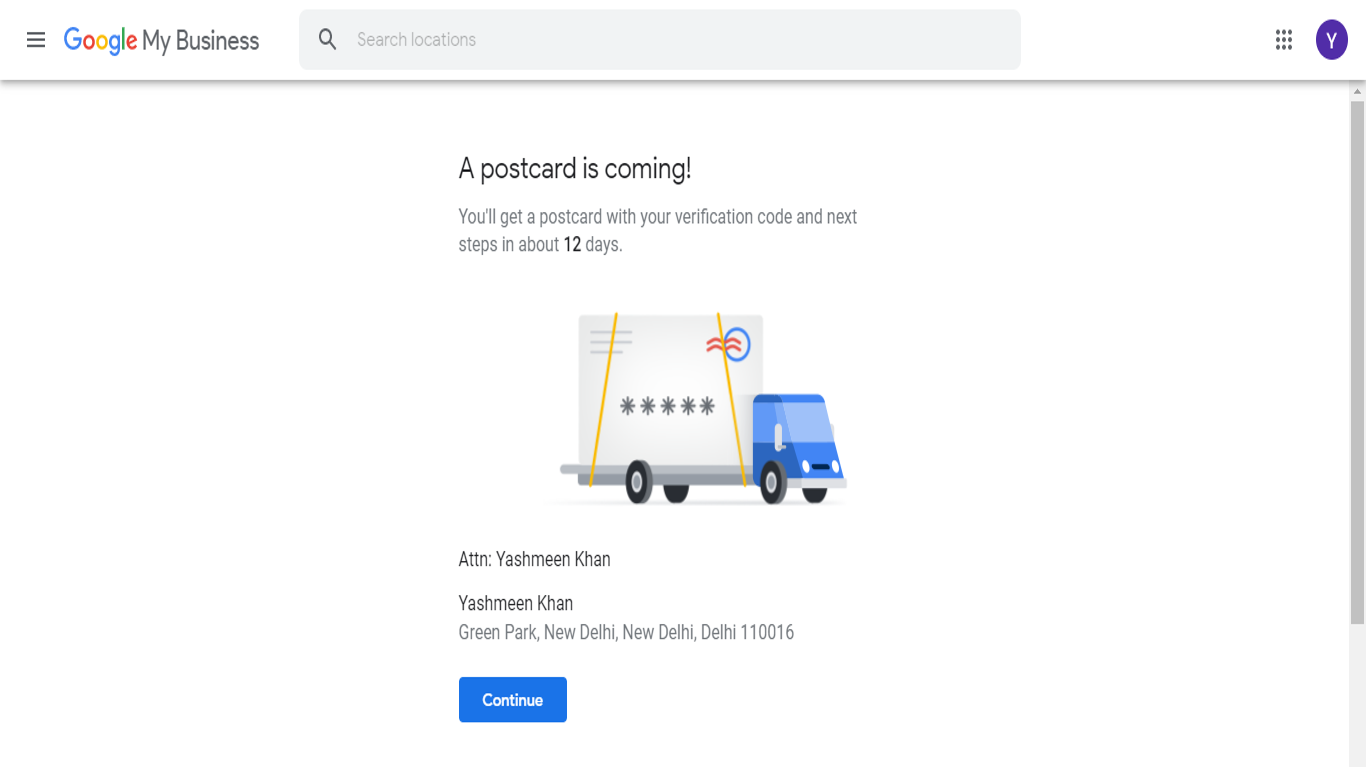 Google My Business
Search locations
Y
A postcard is coming!
You'll get a postcard with your verification code and next
steps in about 12 days.
*****
Attn: Yashmeen Khan
Yashmeen Khan
Green Park, New Delhi, New Delhi, Delhi 110016
Continue